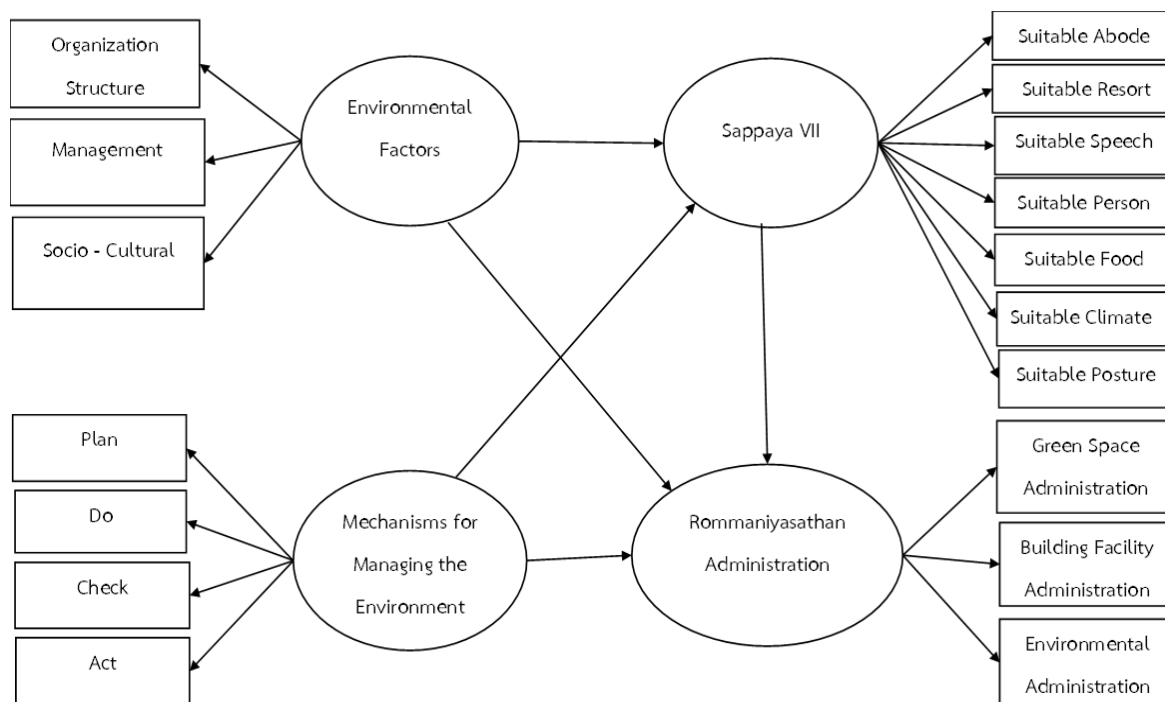 Organization
Structure
Management
Socio - Cultural
Environmental
Factors
Sappaya VII
Suitable Abode
Suitable Resort
Suitable Speech
Suitable Person
Suitable Food
Suitable Climate
Suitable Posture
Plan
Do
Check
Act
Mechanisms for
Managing the
Environment
Rommaniyasathan
Administration
Green Space
Administration
Building Facility
Administration
Environmental
Administration